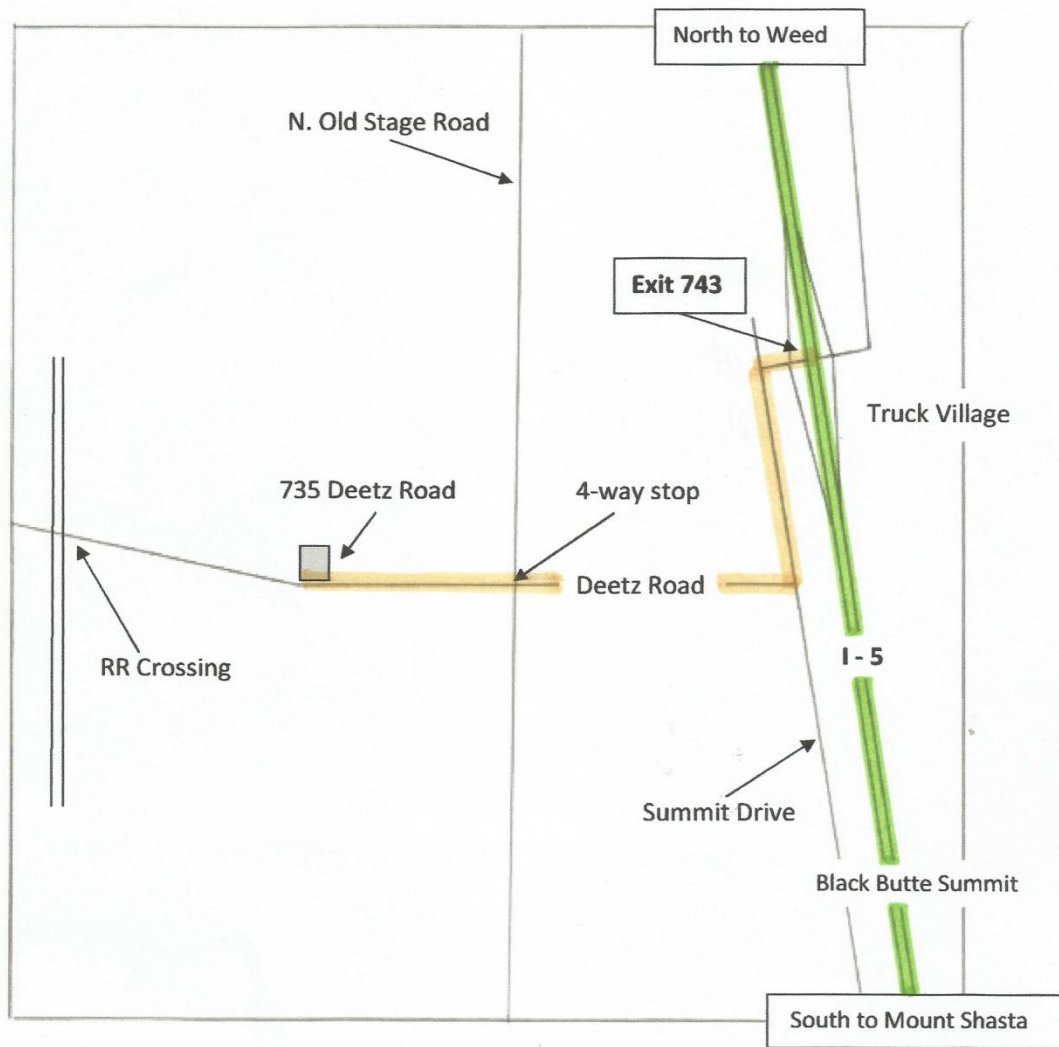 North to Weed
N. Old Stage Road
Exit 743
Truck Village
735 Deetz Road
4-way stop
Deetz Road
RR Crossing
I - 5
Summit Drive
Black Butte Summit
South to Mount Shasta